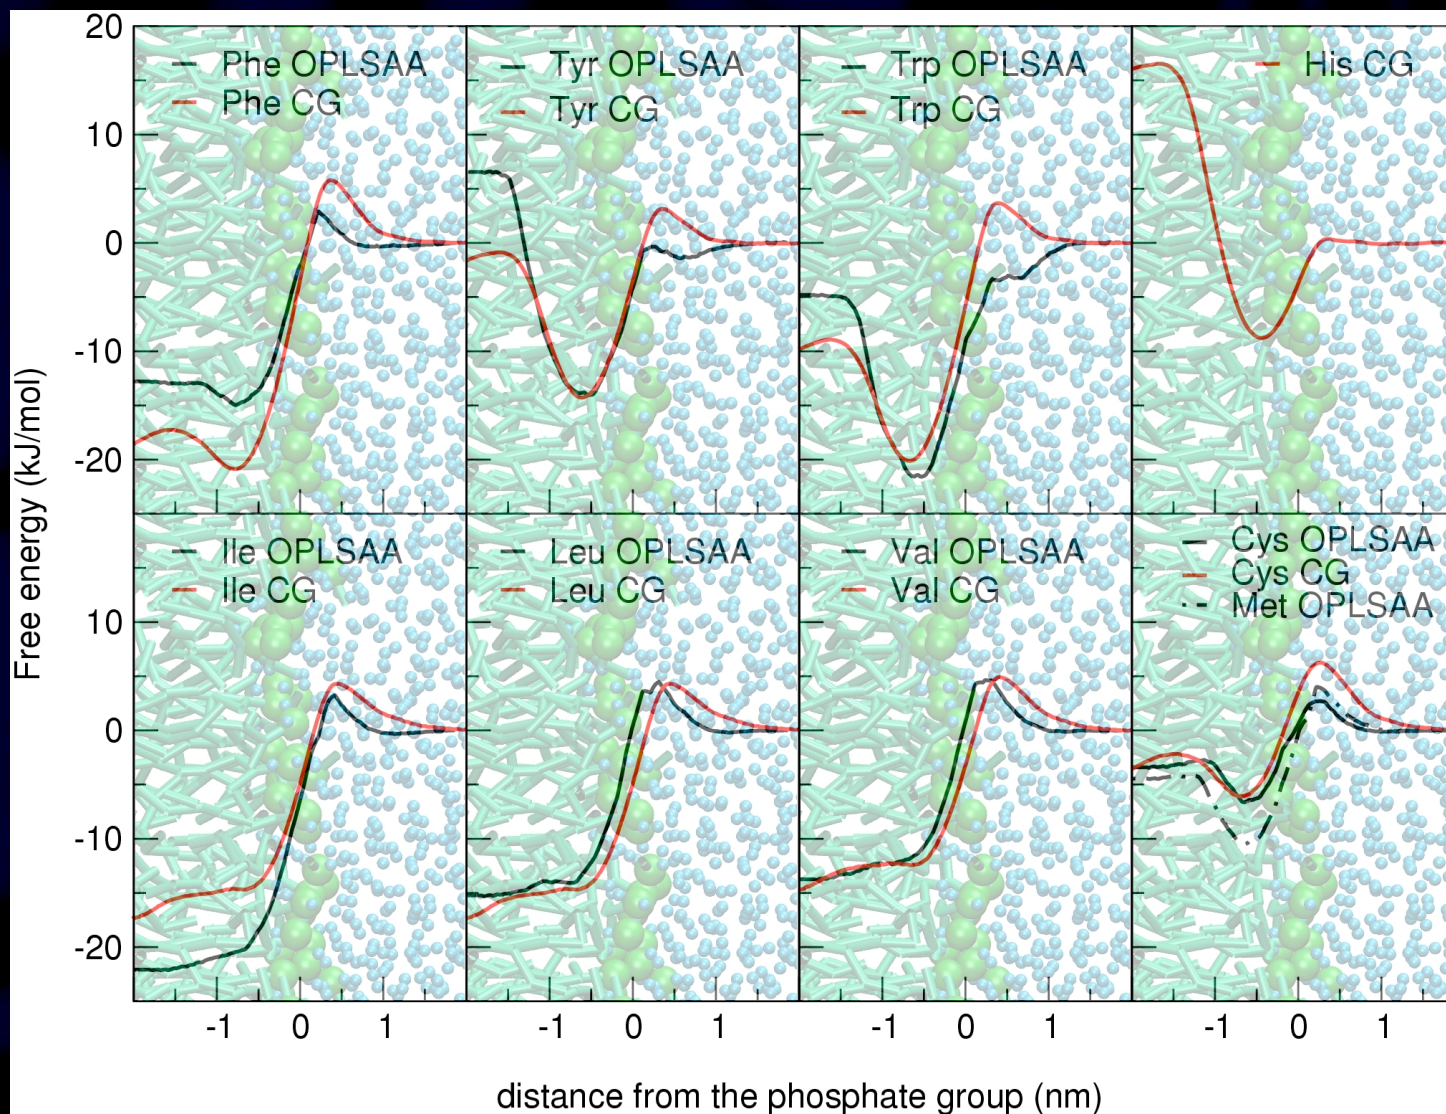 Free energy (kJ/mol)
20
10
0
-10
-20
10
0
-10
-20
Phe OPLSAA
Phe CG
Tyr OPLSAA
Tyr CG
Trp OPLSAA
Trp CG
His CG
Ile OPLSAA
Ile CG
Leu OPLSAA
Leu CG
Val OPLSAA
Val CG
Cys OPLSAA
Cys CG
Met OPLSAA
-1 0 1 -1 0 1 -1 0 1 -1 0 1
distance from the phosphate group (nm)